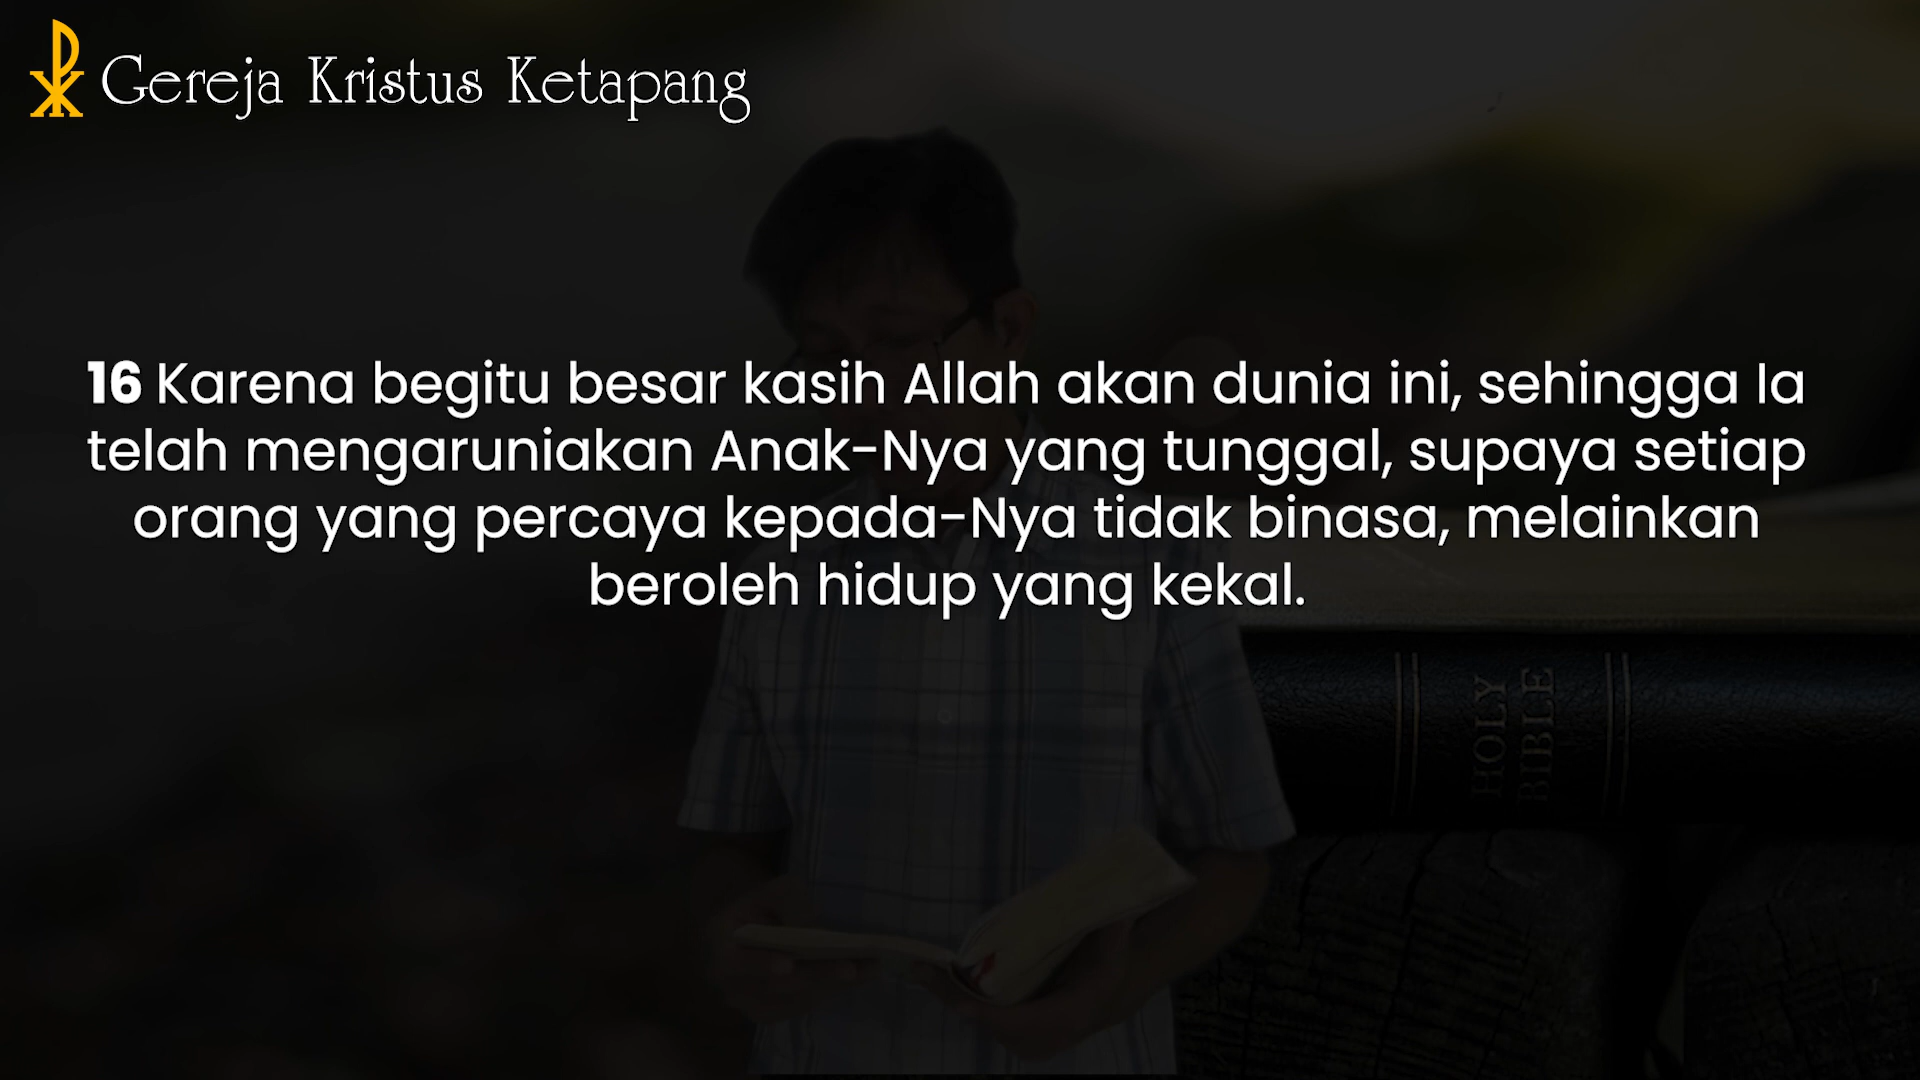 Gereja Kristus Ketapang
16 Karena begitu besar kasih Allah akan dunia ini, sehingga Ia
telah mengaruniakan Anak-Nya yang tunggal, supaya setiap
orang yang percaya kepada-Nya tidak binasa, melainkan
beroleh hidup yang kekal.
HOLY
BIBLE